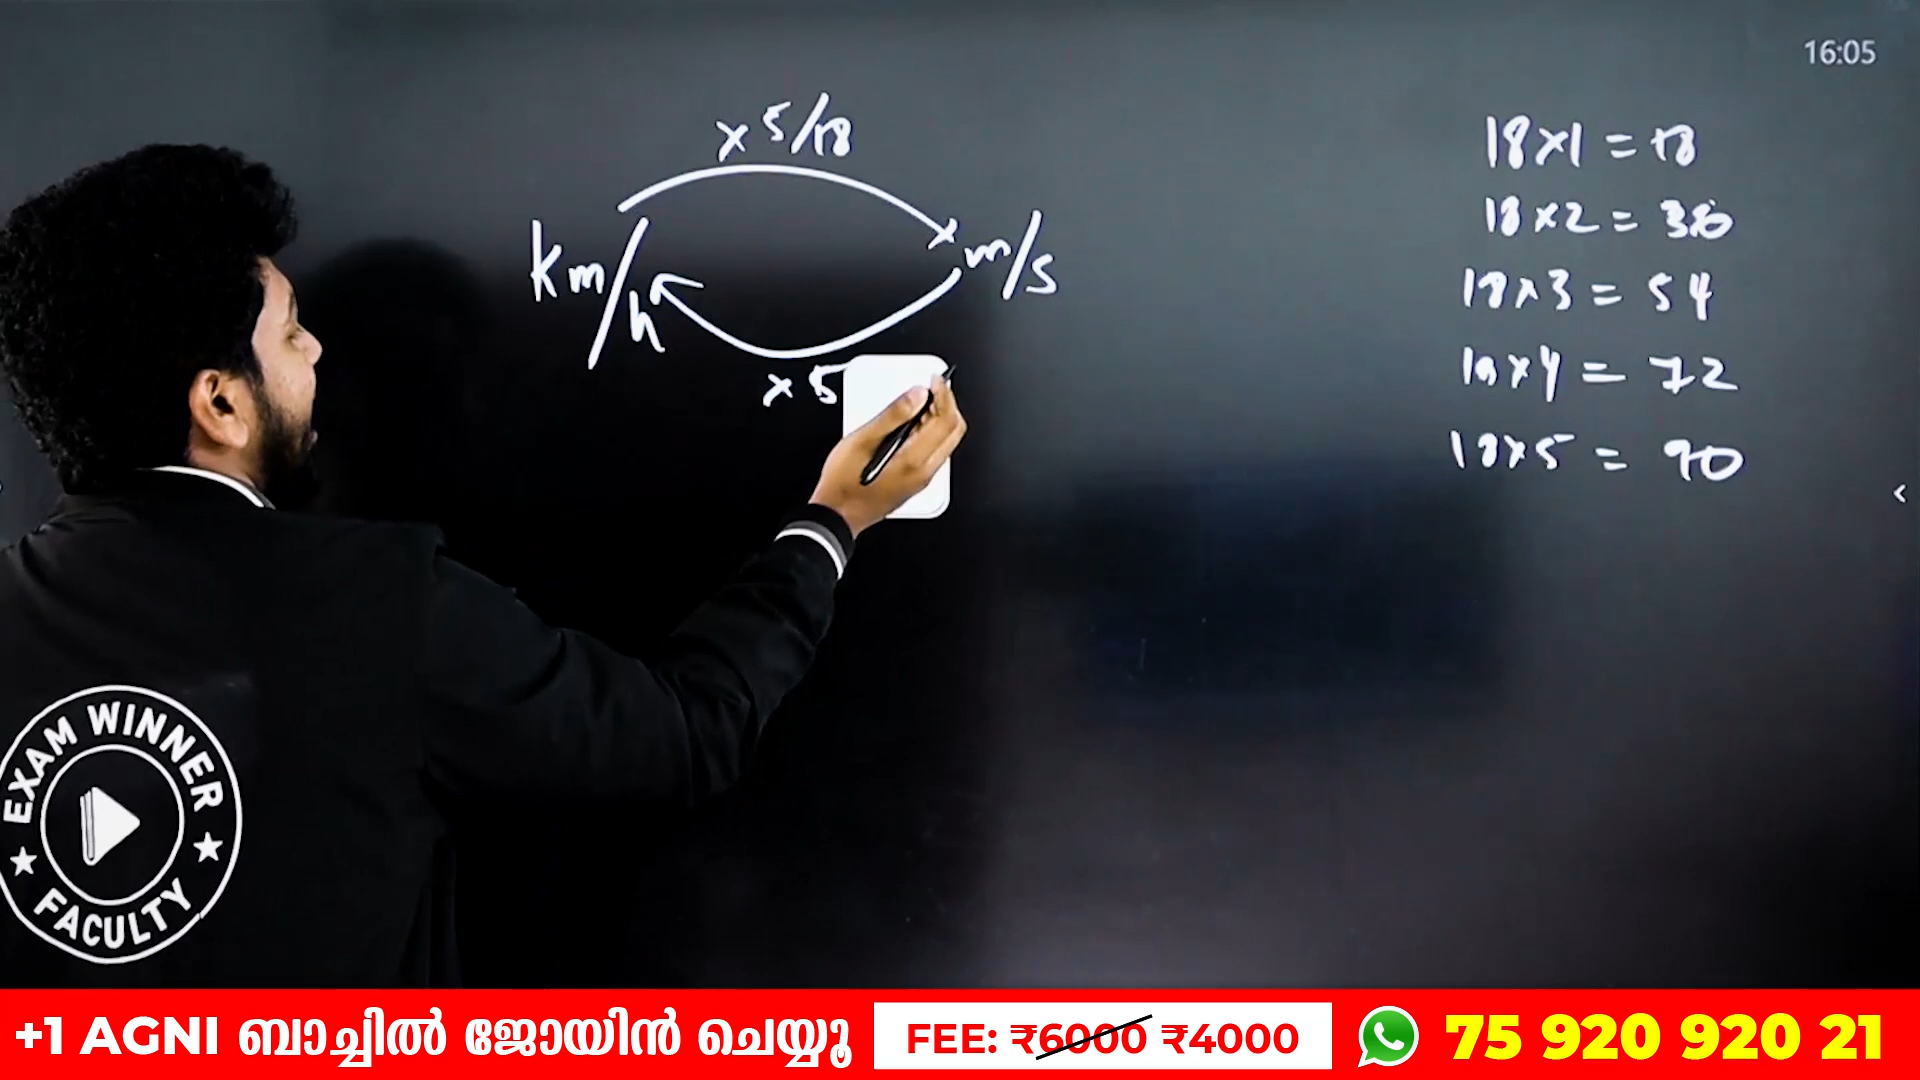 16:05
× 5/18
km/h
m/s
× 5
18×1 = 18
18×2 = 36
18×3 = 54
18×4 = 72
18×5 = 90
<
EXAM WINNER
FACULTY
+1 AGNI ബാച്ചിൽ ജോയിൻ ചെയ്യൂ
FEE: ₹6000 ₹4000
75 920 920 21